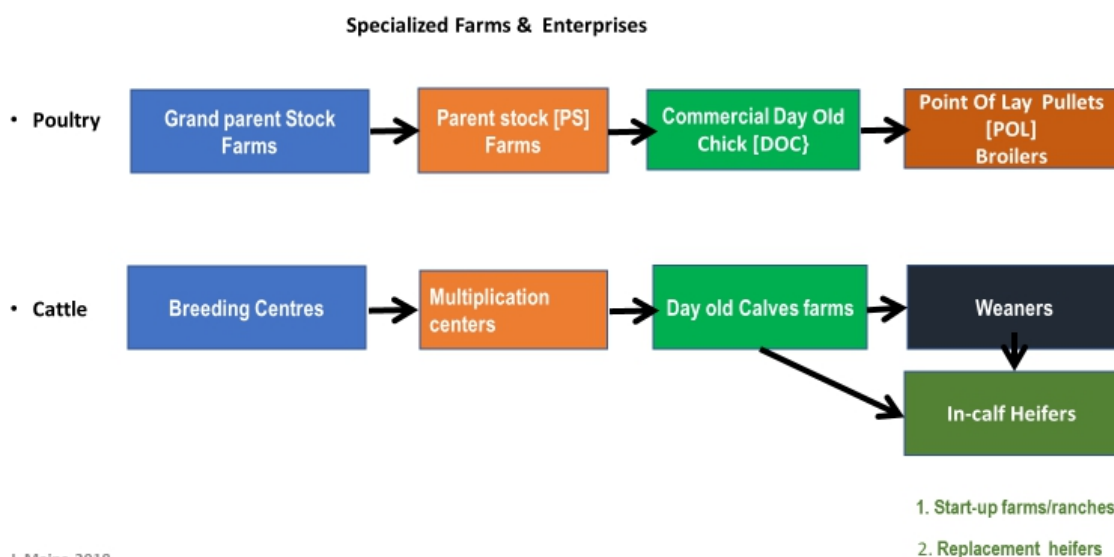 Specialized Farms & Enterprises
• Poultry
Grand parent Stock
Farms
Parent stock [PS]
Farms
Commercial Day Old
Chick [DOC}
Point Of Lay Pullets
[POL]
Broilers
• Cattle
Breeding Centres
Multiplication
centers
Day old Calves farms
Weaners
In-calf Heifers
1. Start-up farms/ranches
2. Replacement heifers